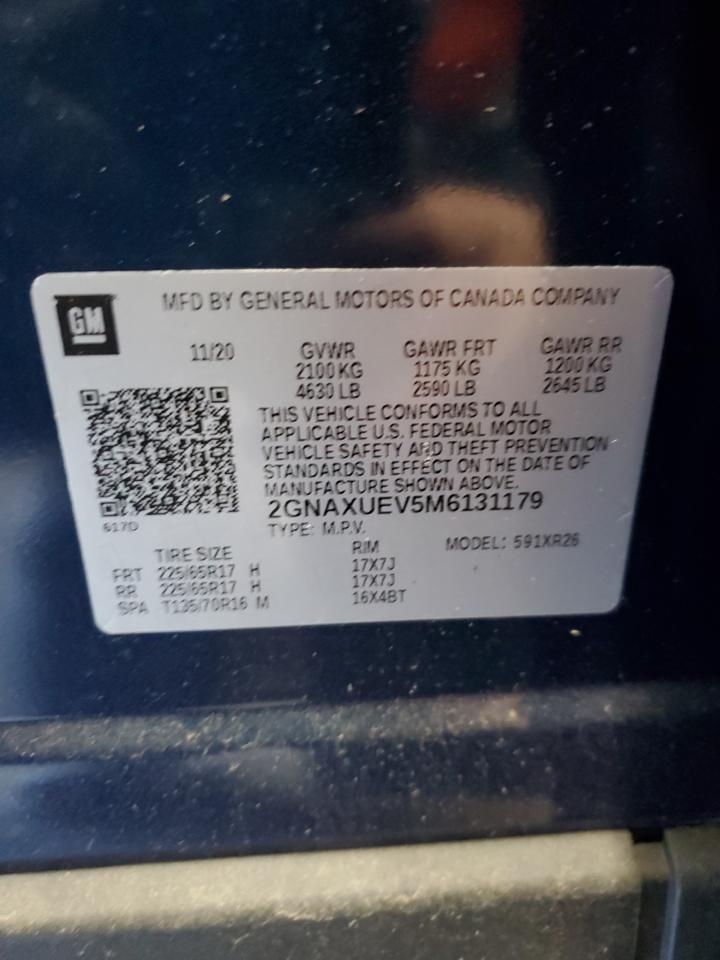 GM
MFD BY GENERAL MOTORS OF CANADA COMPANY
11/20 GVWR GAWR FRT GAWR RR
2100 KG 1175 KG 1200 KG
4630 LB 2590 LB 2645 LB
THIS VEHICLE CONFORMS TO ALL
APPLICABLE U.S. FEDERAL MOTOR
VEHICLE SAFETY AND THEFT PREVENTION
STANDARDS IN EFFECT ON THE DATE OF
MANUFACTURE SHOWN ABOVE.
2GNAXUEV5M6131179
617D
TYPE: M.P.V.
TIRE SIZE RIM MODEL: 591XR26
FRT 225/65R17 H 17X7J
RR 225/65R17 H 17X7J
SPA T135/70R16 M 16X4BT